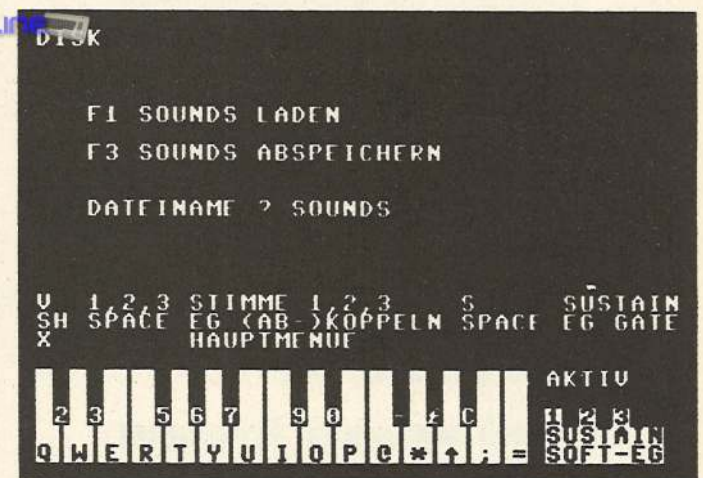 DISK
F1 SOUNDS LADEN
F3 SOUNDS ABSPEICHERN
DATEINAME ? SOUNDS
V 1,2,3 STIMME 1,2,3 S SUSTAIN
SH SPACE EG (AB-)KOPPELN SPACE EG GATE
X HAUPTMENUE
AKTIV
2 3 5 6 7 9 0 - £ C
1 2 3
SUSTAIN
Q W E R T Y U I O P @ * ↑ ; =
SOFT-EG